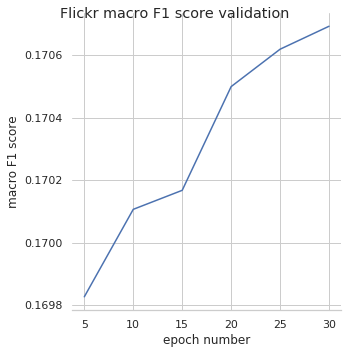 Flickr macro F1 score validation
0.1706
0.1704
0.1702
0.1700
0.1698
macro F1 score
5 10 15 20 25 30
epoch number